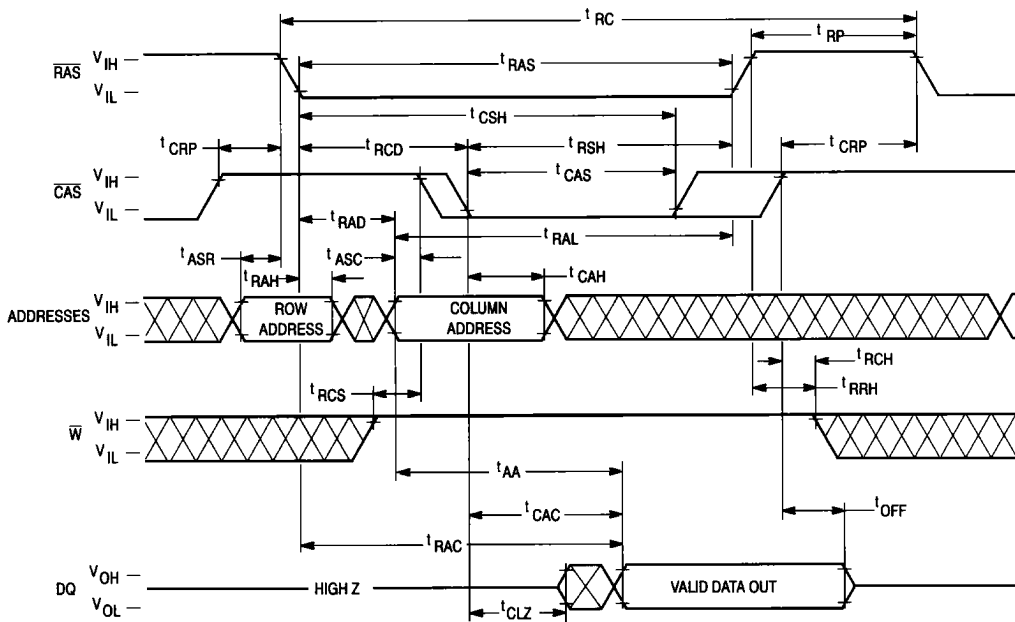 t RC
t RP
RAS
V IH
V IL
t RAS
t CSH
t CRP
t RCD
t RSH
t CRP
CAS
V IH
V IL
t CAS
t RAD
t RAL
t ASR
t RAH
t ASC
t CAH
ADDRESSES
V IH
V IL
ROW
ADDRESS
COLUMN
ADDRESS
t RCH
t RCS
t RRH
W
V IH
V IL
t AA
t CAC
t OFF
t RAC
DQ
V OH
V OL
HIGH Z
VALID DATA OUT
t CLZ